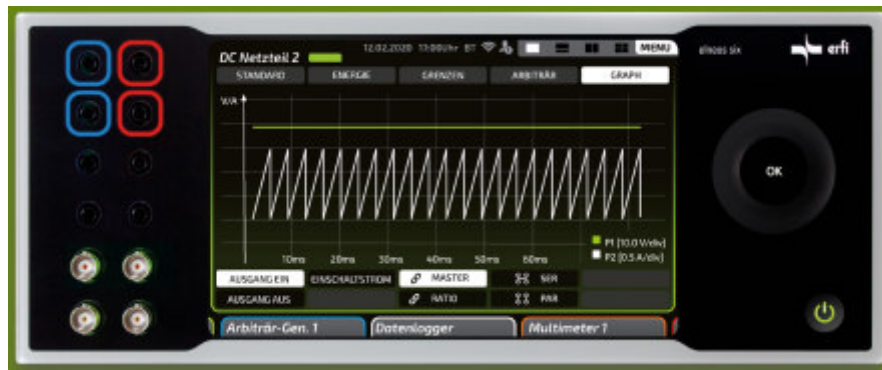 DC Netzteil 2 12.02.2020 13:00Uhr BT MENU
elneos six erfi
STANDARD ENERGIE GRENZEN ARBITRÄR GRAPH
V/A
OK
P1 [10.0 V/div]
10ms 20ms 30ms 40ms 50ms 60ms P2 [0.5 A/div]
AUSGANG EIN EINSCHALTSTROM MASTER SER
AUSGANG AUS RATIO PAR
Arbiträr-Gen. 1 Datenlogger Multimeter 1